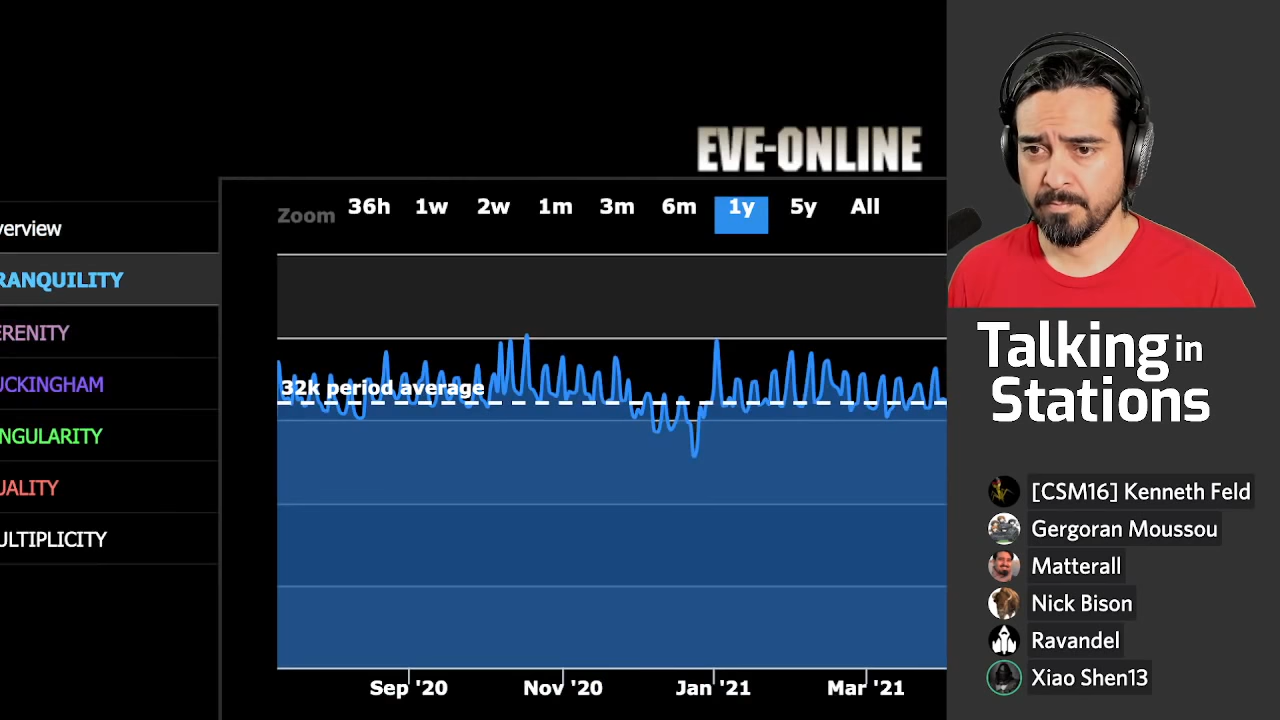 EVE-ONLINE
Zoom 36h 1w 2w 1m 3m 6m 1y 5y All
verview
RANQUILITY
ERENITY
UCKINGHAM
NGULARITY
UALITY
ULTIPLICITY
32k period average
Sep '20 Nov '20 Jan '21 Mar '21
Talking in
Stations
[CSM16] Kenneth Feld
Gergoran Moussou
Matterall
Nick Bison
Ravandel
Xiao Shen13